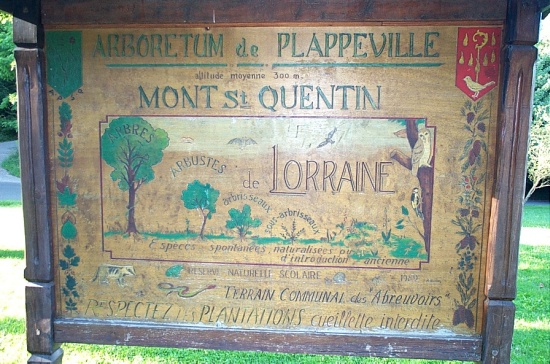 ARBORETUM de PLAPPEVILLE
altitude moyenne 300 m
MONT St QUENTIN
ARBRES
ARBUSTES
de LORRAINE
arbrisseaux
sous-arbrisseaux
Espèces spontanées, naturalisées ou
d'introduction ancienne
RÉSERVE NATURELLE SCOLAIRE
TERRAIN COMMUNAL des "Abreuvoirs"
RESPECTEZ LES PLANTATIONS cueillette interdite